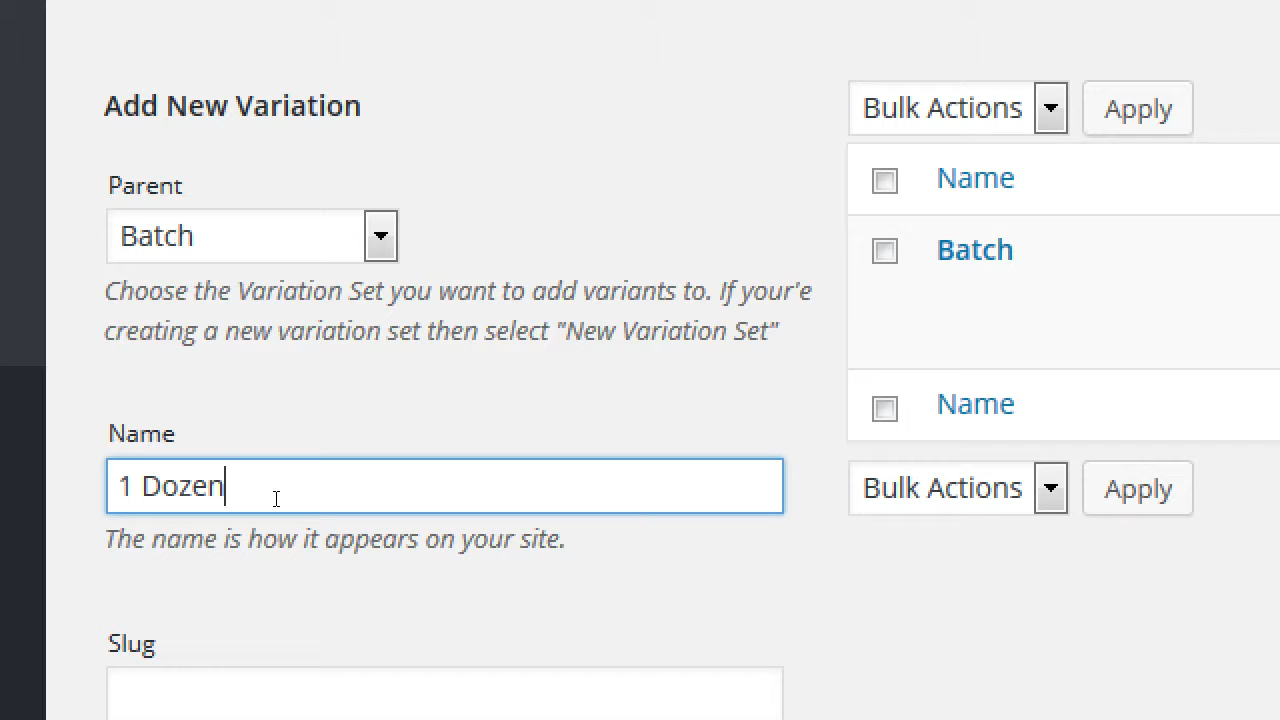 Add New Variation
Parent
Batch
Choose the Variation Set you want to add variants to. If your'e
creating a new variation set then select "New Variation Set"
Name
1 Dozen
The name is how it appears on your site.
Slug
Bulk Actions
Apply
Name
Batch
Name
Bulk Actions
Apply